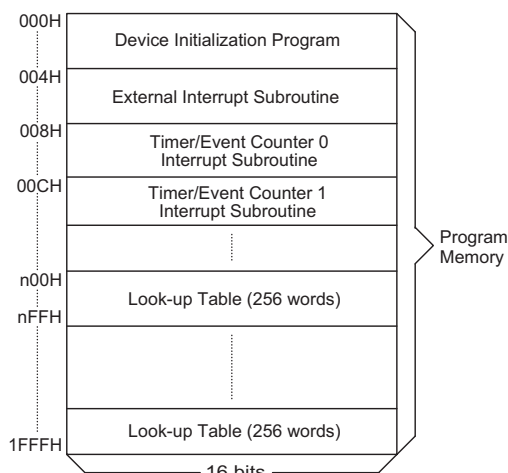 000H
Device Initialization Program
004H
External Interrupt Subroutine
008H
Timer/Event Counter 0
Interrupt Subroutine
00CH
Timer/Event Counter 1
Interrupt Subroutine
Program
Memory
n00H
Look-up Table (256 words)
nFFH
Look-up Table (256 words)
1FFFH
16 bits